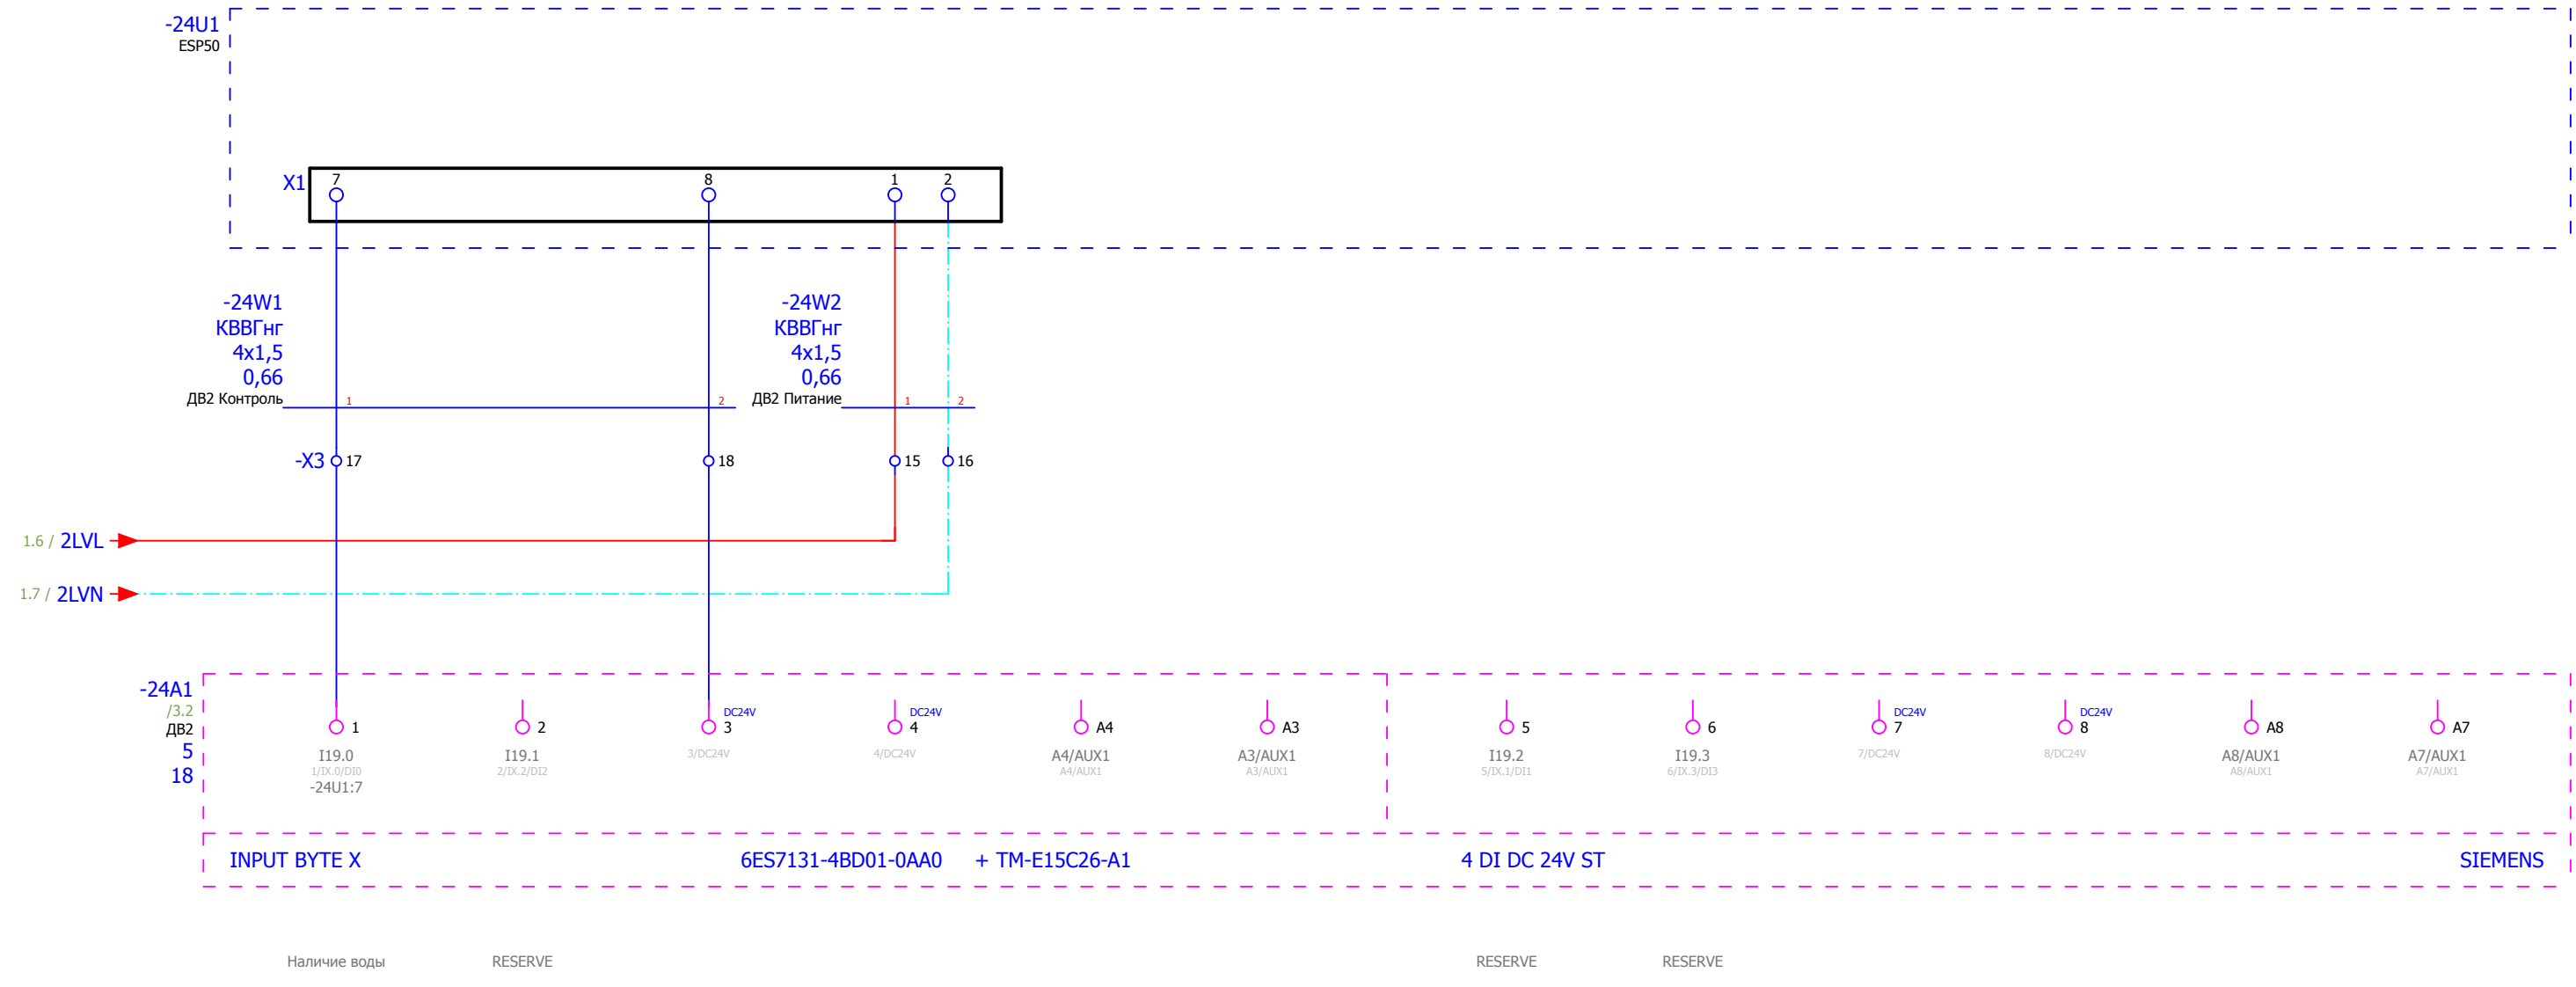 -24U1
ESP50
X1
7
8
1
2
-24W1
КВВГнг
4x1,5
0,66
ДВ2 Контроль
1
2
-24W2
КВВГнг
4x1,5
0,66
ДВ2 Питание
1
2
-X3
17
18
15
16
1.6 / 2LVL
1.7 / 2LVN
-24A1
/3.2
ДВ2
5
18
1
2
DC24V
3
DC24V
4
A4
A3
5
6
DC24V
7
DC24V
8
A8
A7
I19.0
1/IX.0/DI0
-24U1:7
I19.1
2/IX.2/DI2
3/DC24V
4/DC24V
A4/AUX1
A4/AUX1
A3/AUX1
A3/AUX1
I19.2
5/IX.1/DI1
I19.3
6/IX.3/DI3
7/DC24V
8/DC24V
A8/AUX1
A8/AUX1
A7/AUX1
A7/AUX1
INPUT BYTE X
6ES7131-4BD01-0AA0 + TM-E15C26-A1
4 DI DC 24V ST
SIEMENS
Наличие воды
RESERVE
RESERVE
RESERVE